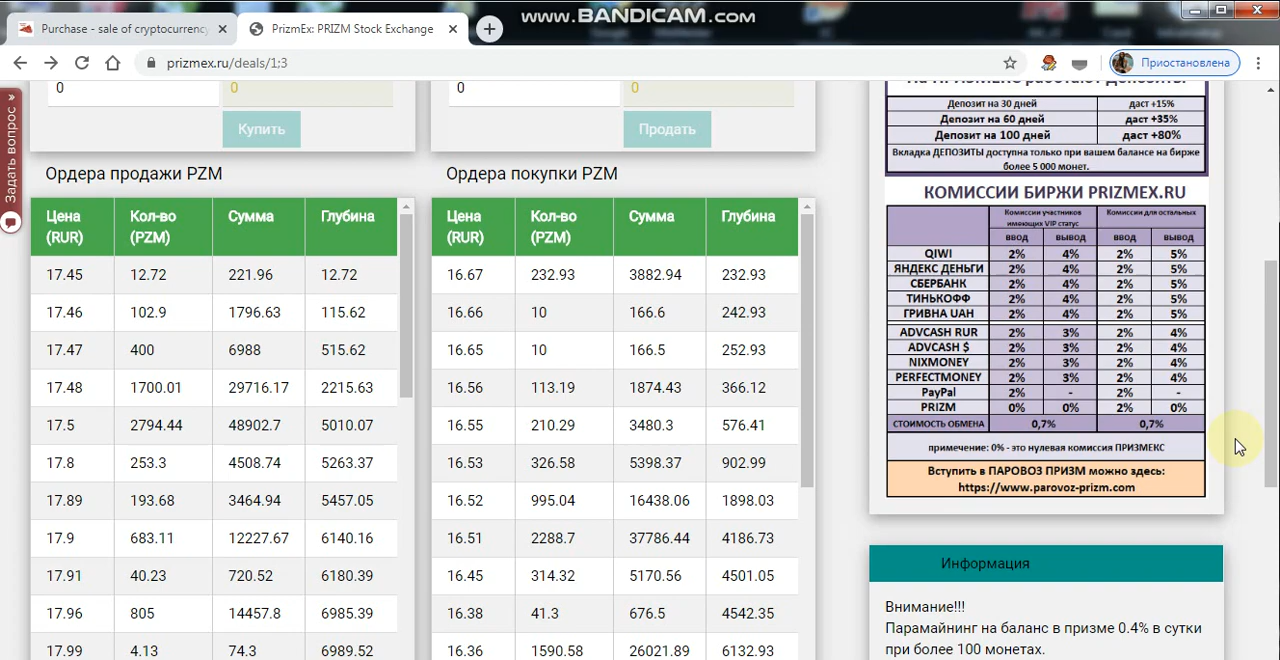 www.BANDICAM.com
Purchase - sale of cryptocurrency
PrizmEx: PRIZM Stock Exchange
prizmex.ru/deals/1;3
Приостановлена
Задать вопрос
0 0
Купить
0 0
Продать
Ордера продажи PZM
Цена (RUR) Кол-во (PZM) Сумма Глубина
17.45 12.72 221.96 12.72
17.46 102.9 1796.63 115.62
17.47 400 6988 515.62
17.48 1700.01 29716.17 2215.63
17.5 2794.44 48902.7 5010.07
17.8 253.3 4508.74 5263.37
17.89 193.68 3464.94 5457.05
17.9 683.11 12227.67 6140.16
17.91 40.23 720.52 6180.39
17.96 805 14457.8 6985.39
17.99 4.13 74.3 6989.52
Ордера покупки PZM
Цена (RUR) Кол-во (PZM) Сумма Глубина
16.67 232.93 3882.94 232.93
16.66 10 166.6 242.93
16.65 10 166.5 252.93
16.56 113.19 1874.43 366.12
16.55 210.29 3480.3 576.41
16.53 326.58 5398.37 902.99
16.52 995.04 16438.06 1898.03
16.51 2288.7 37786.44 4186.73
16.45 314.32 5170.56 4501.05
16.38 41.3 676.5 4542.35
16.36 1590.58 26021.89 6132.93
на ПРИЗМЕКС работают депозиты
Депозит на 30 дней даст +15%
Депозит на 60 дней даст +35%
Депозит на 100 дней даст +80%
Вкладка ДЕПОЗИТЫ доступна только при вашем балансе на бирже
более 5 000 монет.
КОМИССИИ БИРЖИ PRIZMEX.RU
Комиссии участников имеющих VIP статус Комиссии для остальных
ввод вывод ввод вывод
QIWI 2% 4% 2% 5%
ЯНДЕКС ДЕНЬГИ 2% 4% 2% 5%
СБЕРБАНК 2% 4% 2% 5%
ТИНЬКОФФ 2% 4% 2% 5%
ГРИВНА UAH 2% 4% 2% 5%
ADVCASH RUR 2% 3% 2% 4%
ADVCASH $ 2% 3% 2% 4%
NIXMONEY 2% 3% 2% 4%
PERFECTMONEY 2% 3% 2% 4%
PayPal 2% - 2% -
PRIZM 0% 0% 2% 0%
СТОИМОСТЬ ОБМЕНА 0,7% 0,7%
примечение: 0% - это нулевая комиссия ПРИЗМЕКС
Вступить в ПАРОВОЗ ПРИЗМ можно здесь:
https://www.parovoz-prizm.com
Информация
Внимание!!!
Парамайнинг на баланс в призме 0.4% в сутки
при более 100 монетах.